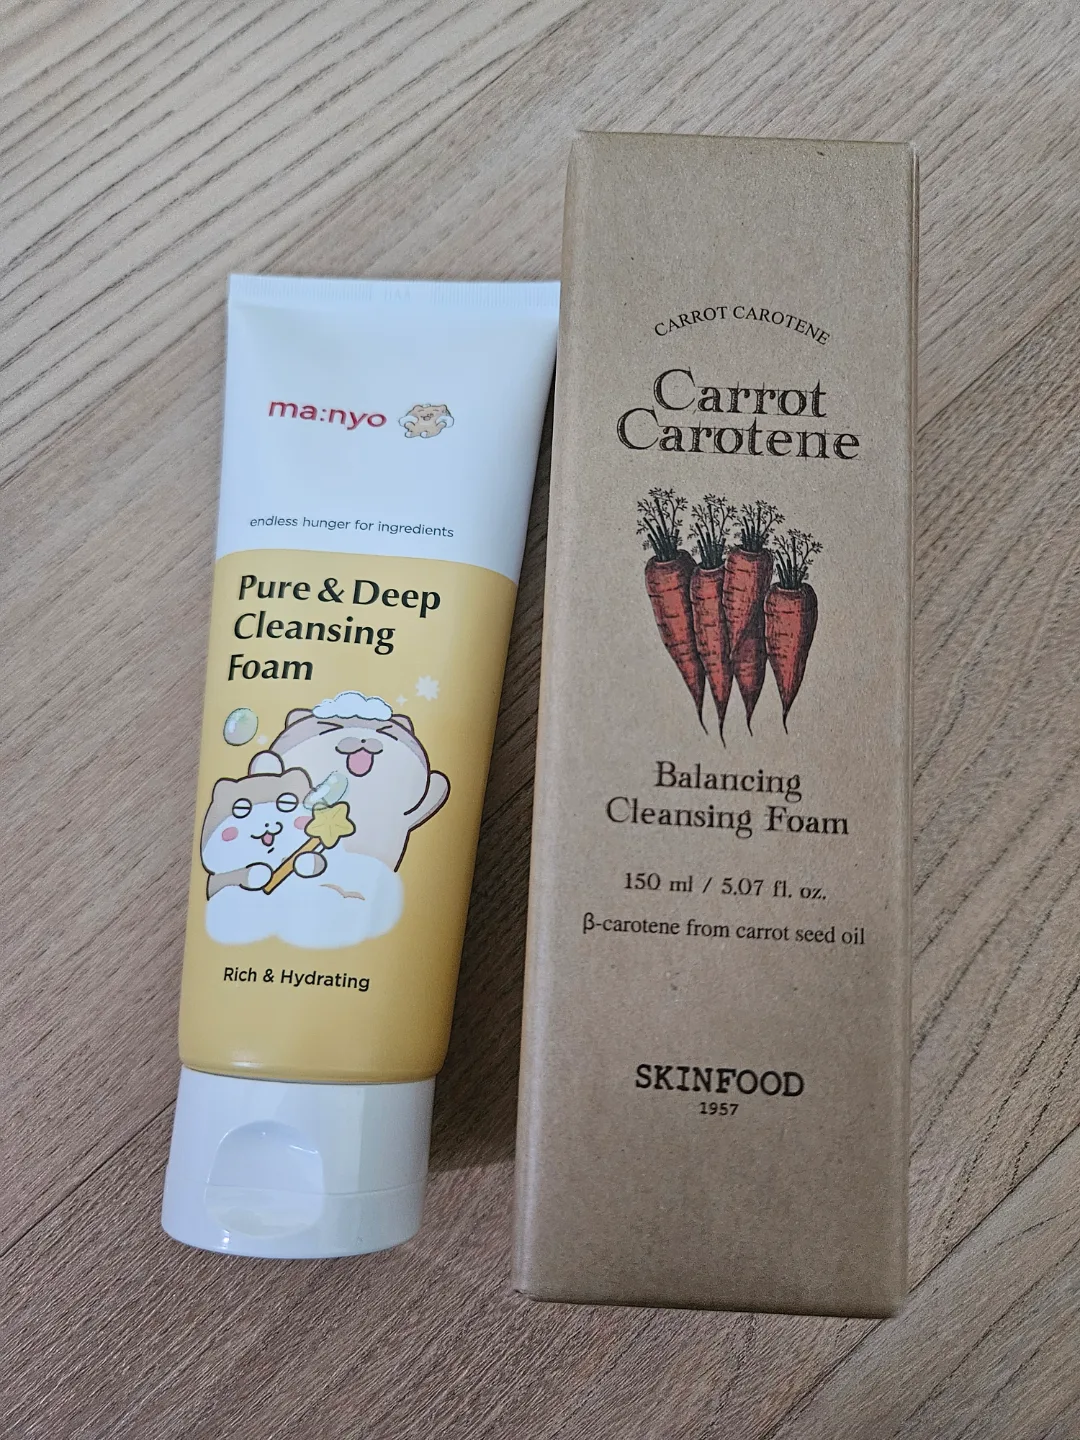 ma:nyo
endless hunger for ingredients
Pure & Deep
Cleansing
Foam
Rich & Hydrating
CARROT CAROTENE
Carrot
Carotene
Balancing
Cleansing Foam
150 ml / 5.07 fl. oz.
β-carotene from carrot seed oil
SKINFOOD
1957